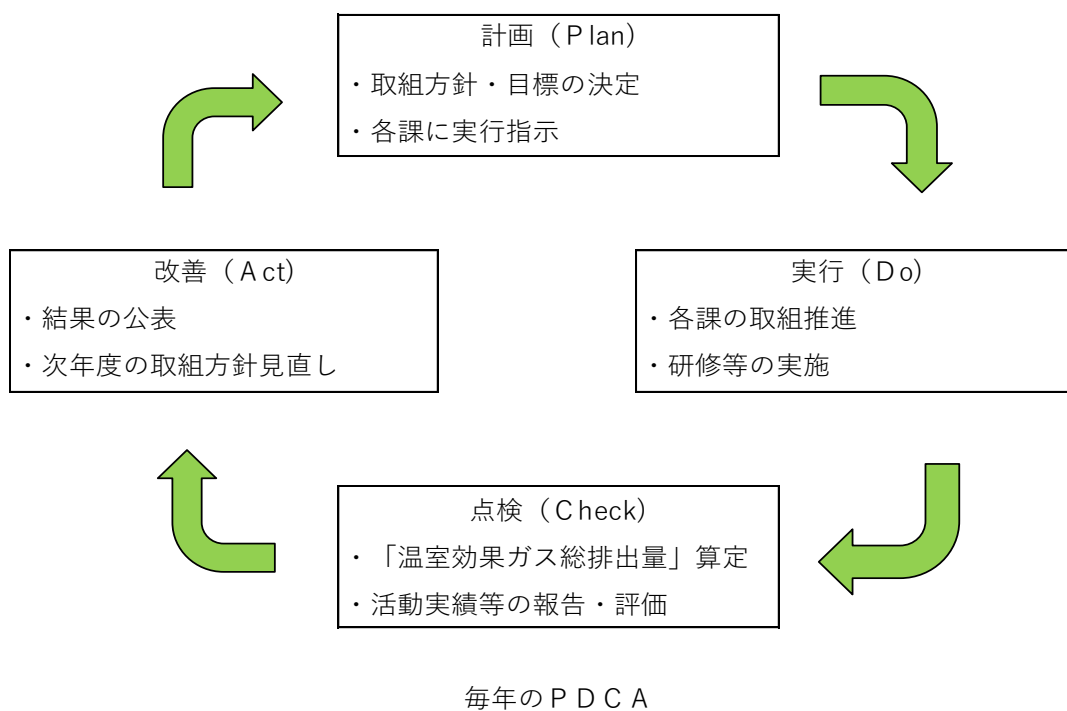 計画（Ｐlan）
・取組方針・目標の決定
・各課に実行指示
実行（Ｄo）
・各課の取組推進
・研修等の実施
点検（Ｃheck）
・「温室効果ガス総排出量」算定
・活動実績等の報告・評価
改善（Ａct）
・結果の公表
・次年度の取組方針見直し
毎年のＰＤＣＡ